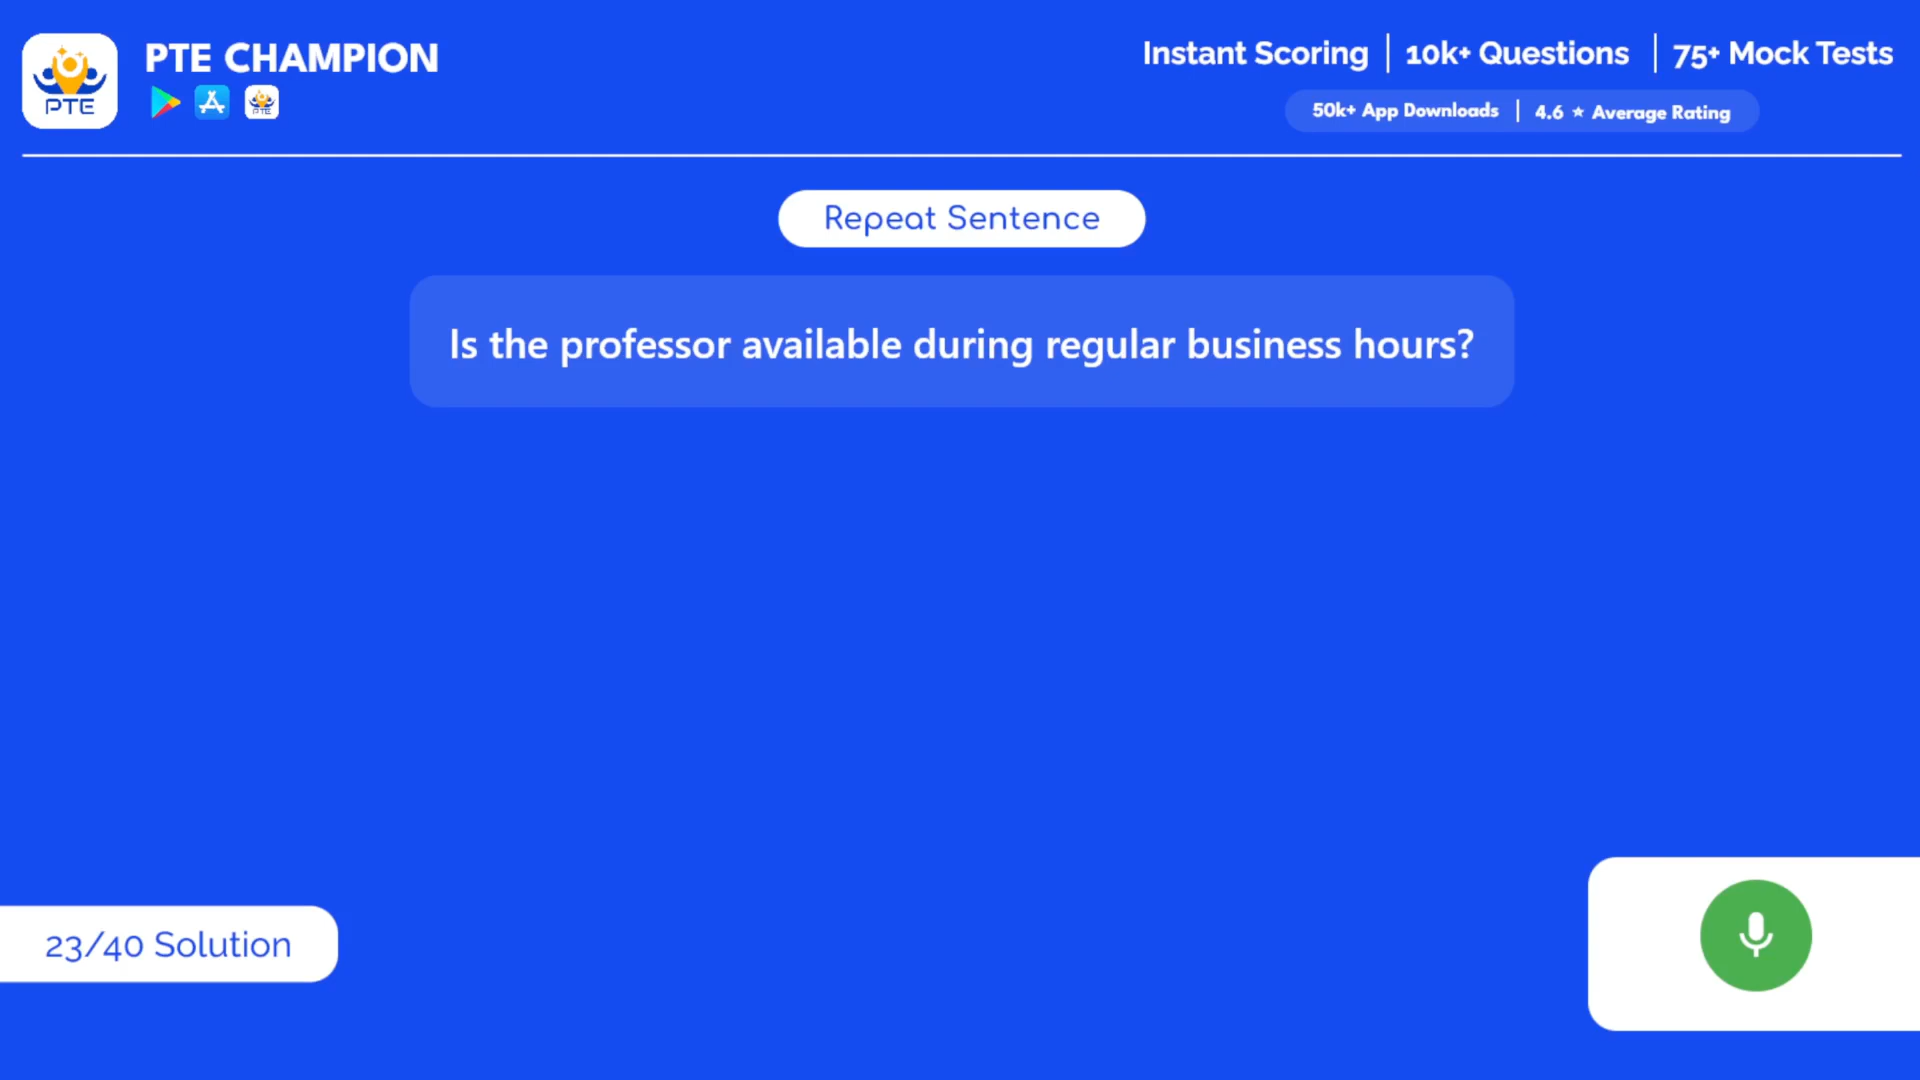 PTE CHAMPION
PTE
PTE
Instant Scoring | 10k+ Questions | 75+ Mock Tests
50k+ App Downloads | 4.6 ★ Average Rating
Repeat Sentence
Is the professor available during regular business hours?
23/40 Solution